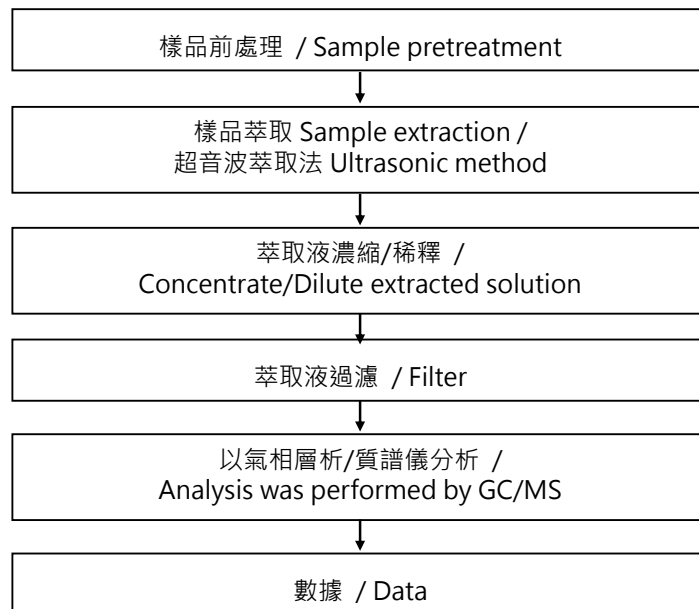 樣品前處理 / Sample pretreatment
樣品萃取 Sample extraction /
超音波萃取法 Ultrasonic method
萃取液濃縮/稀釋 /
Concentrate/Dilute extracted solution
萃取液過濾 / Filter
以氣相層析/質譜儀分析 /
Analysis was performed by GC/MS
數據 / Data